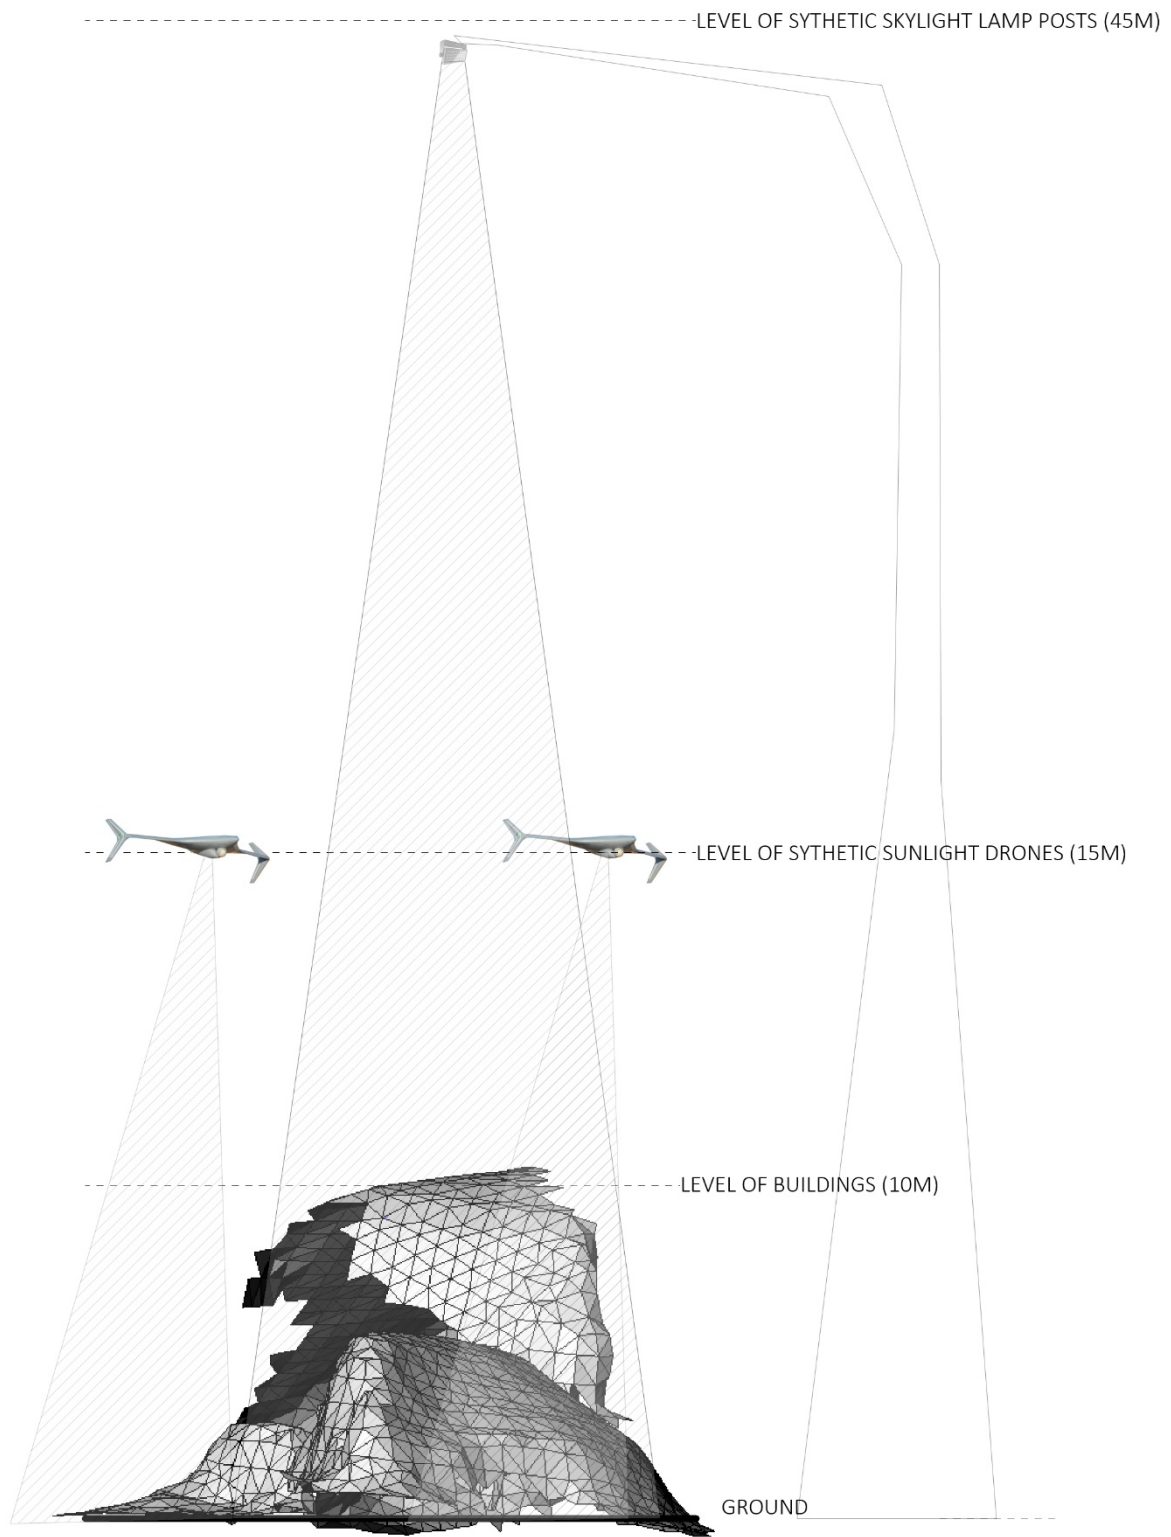 LEVEL OF SYTHETIC SKYLIGHT LAMP POSTS (45M)
LEVEL OF SYTHETIC SUNLIGHT DRONES (15M)
LEVEL OF BUILDINGS (10M)
GROUND